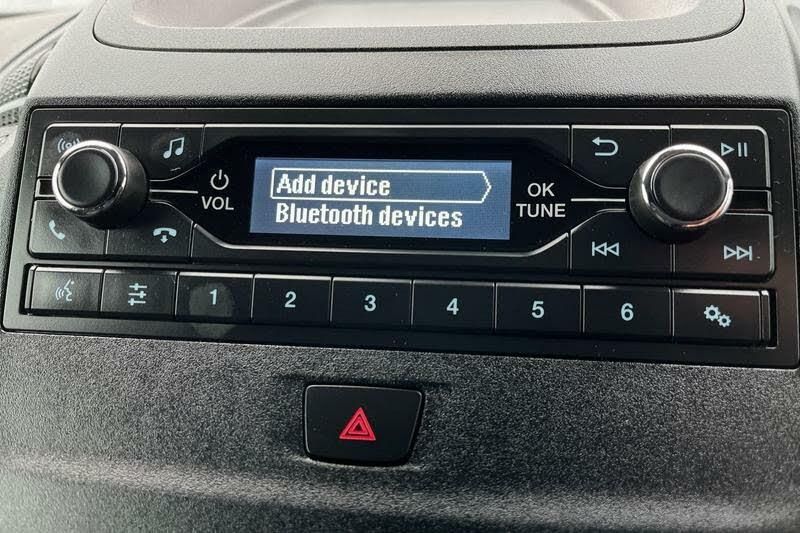 Add device
Bluetooth devices
VOL
OK
TUNE
1 2 3 4 5 6